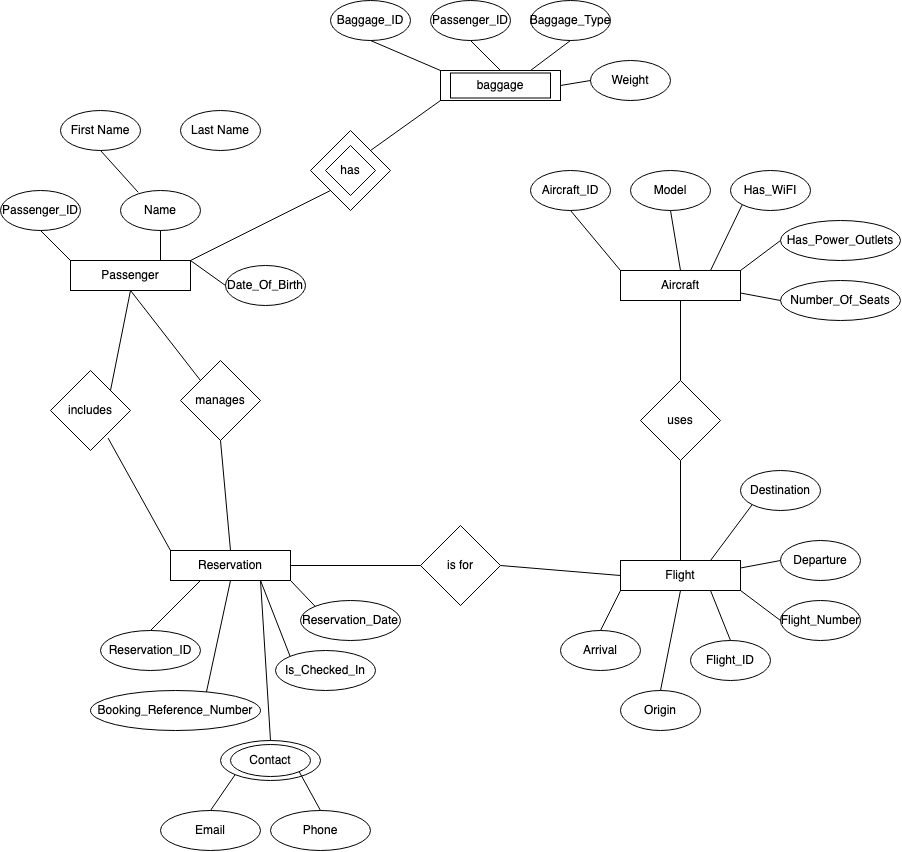 Baggage_ID
Passenger_ID
Baggage_Type
baggage
Weight
First Name
Last Name
has
Passenger_ID
Name
Aircraft_ID
Model
Has_WiFI
Has_Power_Outlets
Passenger
Date_Of_Birth
Aircraft
Number_Of_Seats
includes
manages
uses
Destination
Reservation
is for
Flight
Departure
Reservation_Date
Flight_Number
Reservation_ID
Is_Checked_In
Arrival
Flight_ID
Booking_Reference_Number
Origin
Contact
Email
Phone